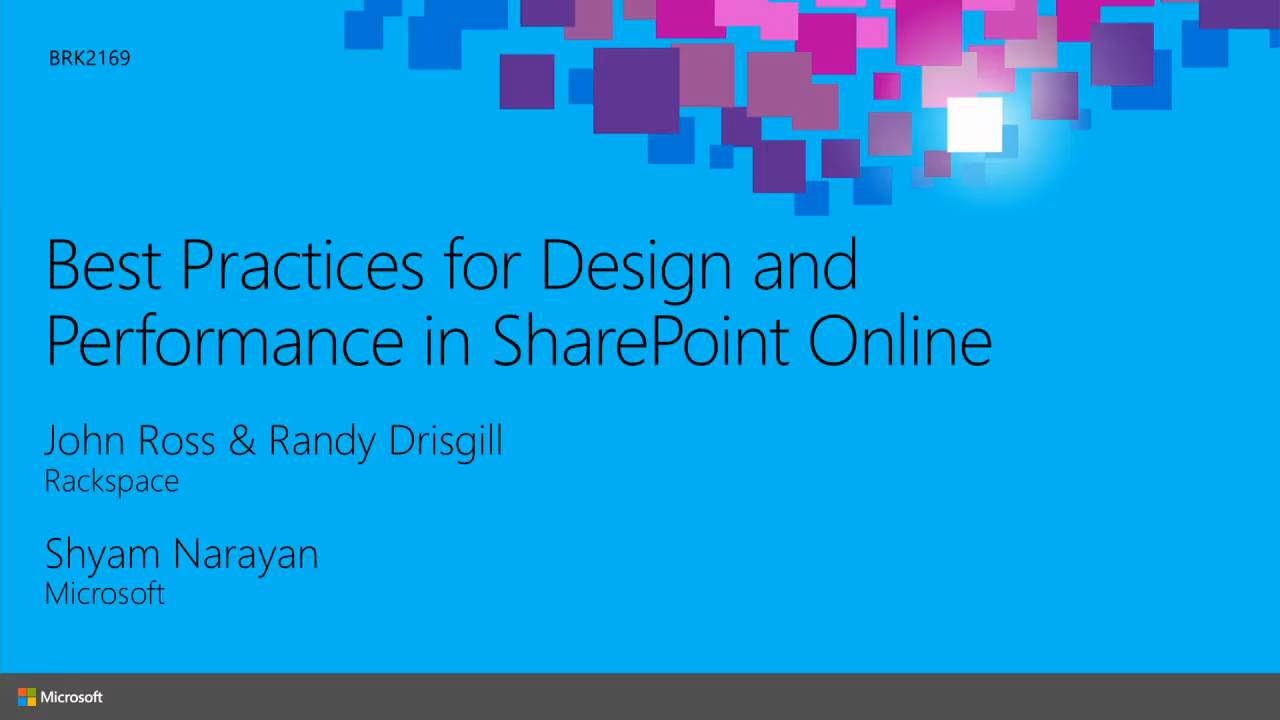 BRK2169
Best Practices for Design and
Performance in SharePoint Online
John Ross & Randy Drisgill
Rackspace
Shyam Narayan
Microsoft
Microsoft